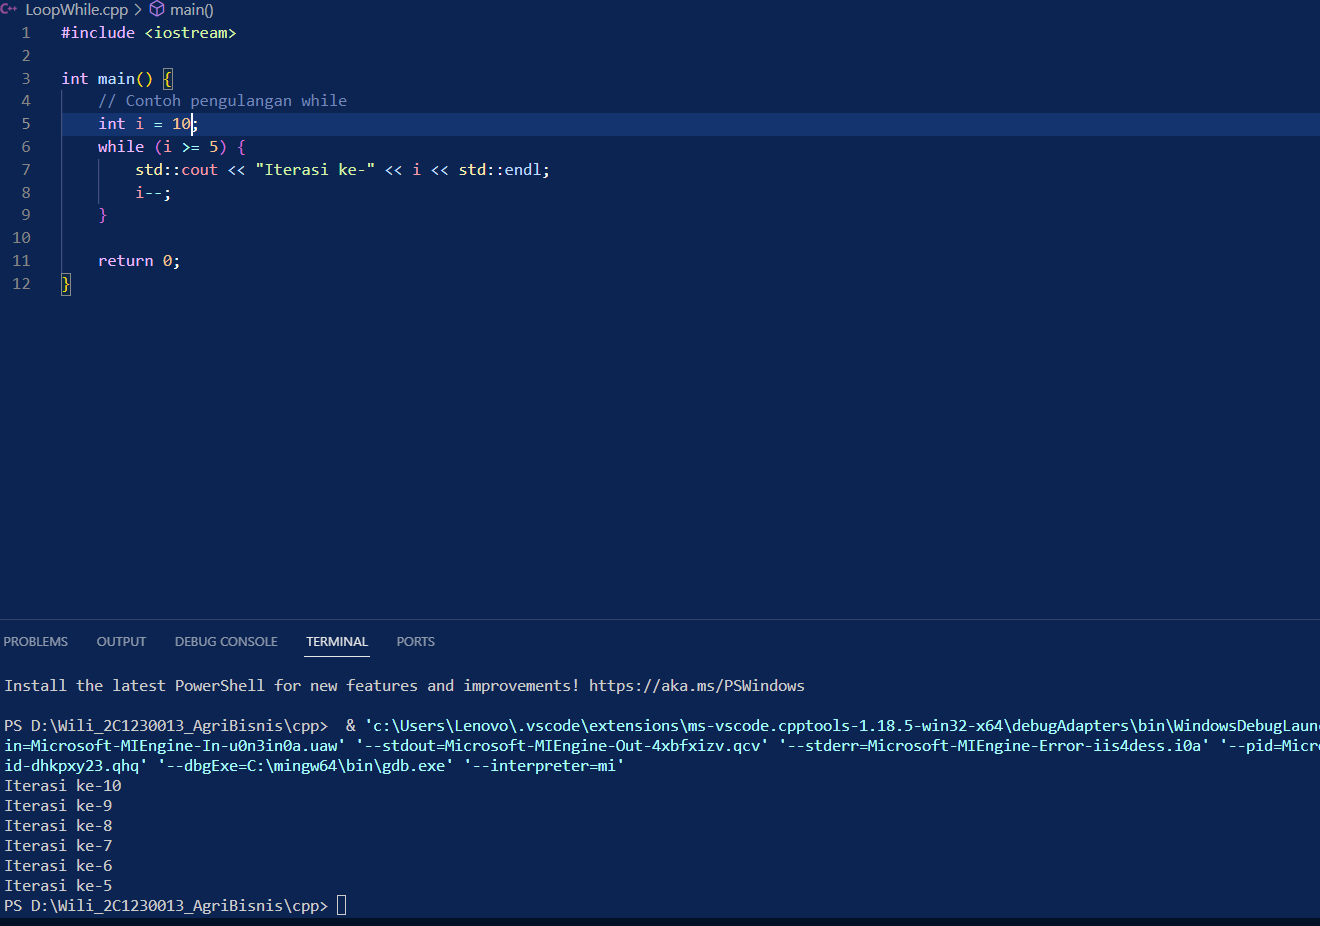 LoopWhile.cpp > main()
1 #include <iostream>
2
3 int main() {
4 // Contoh pengulangan while
5 int i = 10;
6 while (i >= 5) {
7 std::cout << "Iterasi ke-" << i << std::endl;
8 i--;
9 }
10
11 return 0;
12 }
PROBLEMS OUTPUT DEBUG CONSOLE TERMINAL PORTS
Install the latest PowerShell for new features and improvements! https://aka.ms/PSWindows
PS D:\Wili_2C1230013_AgriBisnis\cpp>  & 'c:\Users\Lenovo\.vscode\extensions\ms-vscode.cpptools-1.18.5-win32-x64\debugAdapters\bin\WindowsDebugLaun
in=Microsoft-MIEngine-In-u0n3in0a.uaw' '--stdout=Microsoft-MIEngine-Out-4xbfxizv.qcv' '--stderr=Microsoft-MIEngine-Error-iis4dess.i0a' '--pid=Micro
id-dhkpxy23.qhq' '--dbgExe=C:\mingw64\bin\gdb.exe' '--interpreter=mi'
Iterasi ke-10
Iterasi ke-9
Iterasi ke-8
Iterasi ke-7
Iterasi ke-6
Iterasi ke-5
PS D:\Wili_2C1230013_AgriBisnis\cpp>